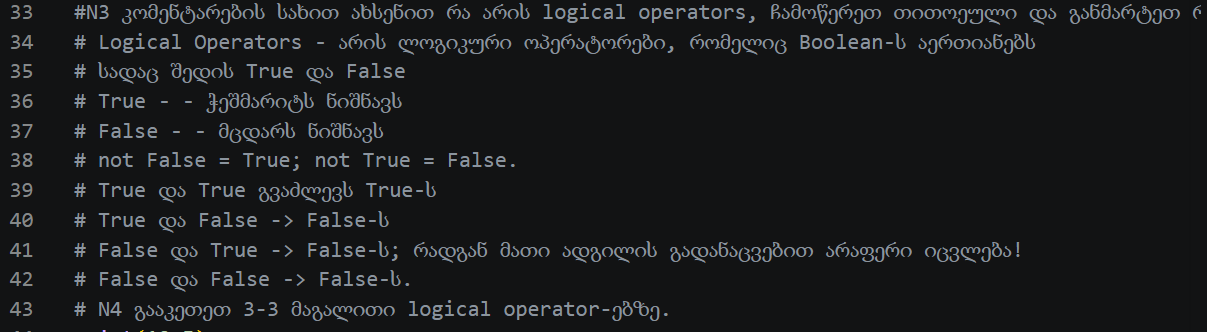 33 #N3 კომენტარების სახით ახსენით რა არის logical operators, ჩამოწერეთ თითოეული და განმარტეთ
34 # Logical Operators - არის ლოგიკური ოპერატორები, რომელიც Boolean-ს აერთიანებს
35 # სადაც შედის True და False
36 # True - - ჭეშმარიტს ნიშნავს
37 # False - - მცდარს ნიშნავს
38 # not False = True; not True = False.
39 # True და True გვაძლევს True-ს
40 # True და False -> False-ს
41 # False და True -> False-ს; რადგან მათი ადგილის გადანაცვებით არაფერი იცვლება!
42 # False და False -> False-ს.
43 # N4 გააკეთეთ 3-3 მაგალითი logical operator-ებზე.